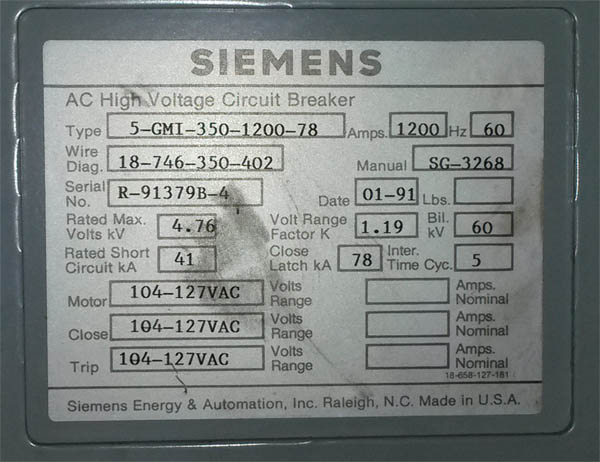 SIEMENS
AC High Voltage Circuit Breaker
Type 5-GMI-350-1200-78 Amps. 1200 Hz 60
Wire Diag. 18-746-350-402 Manual SG-3268
Serial No. R-91379B-4 Date 01-91 Lbs.
Rated Max. Volts kV 4.76 Volt Range Factor K 1.19 Bil. kV 60
Rated Short Circuit kA 41 Close Latch kA 78 Inter. Time Cyc. 5
Motor 104-127VAC Volts Range Amps. Nominal
Close 104-127VAC Volts Range Amps. Nominal
Trip 104-127VAC Volts Range Amps. Nominal
18-658-127-181
Siemens Energy & Automation, Inc. Raleigh, N.C. Made in U.S.A.